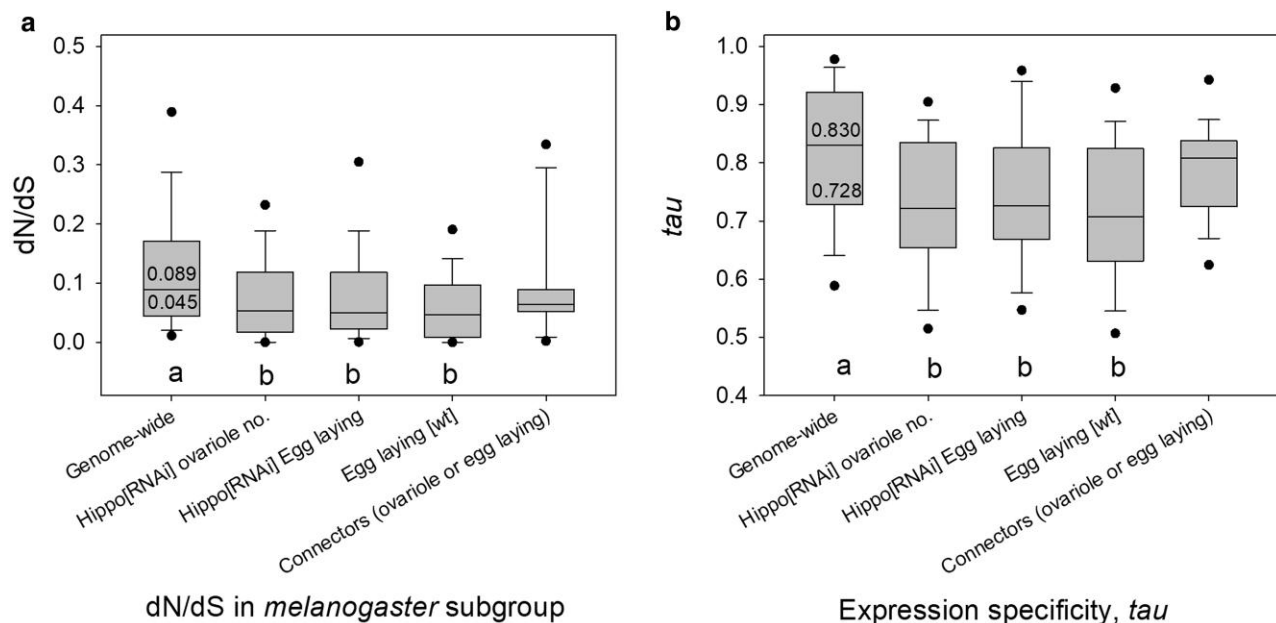 a
dN/dS
0.5
0.4
0.3
0.2
0.1
0.0
0.089
0.045
a
b
b
b
Genome-wide
Hippo[RNAi] ovariole no.
Hippo[RNAi] Egg laying
Egg laying [wt]
Connectors (ovariole or egg laying)
dN/dS in melanogaster subgroup
b
tau
1.0
0.9
0.8
0.7
0.6
0.5
0.4
0.830
0.728
a
b
b
b
Genome-wide
Hippo[RNAi] ovariole no.
Hippo[RNAi] Egg laying
Egg laying [wt]
Connectors (ovariole or egg laying)
Expression specificity, tau